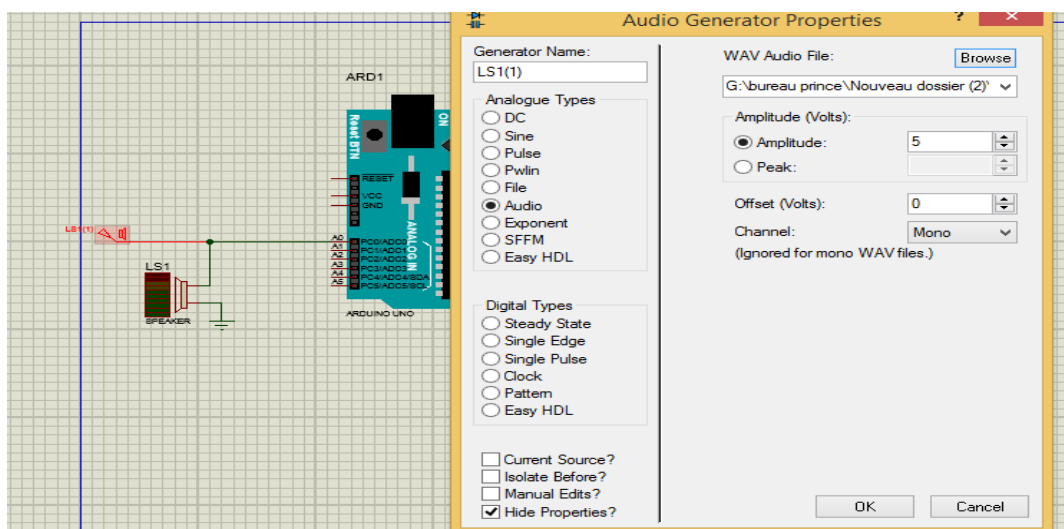 Audio Generator Properties
?
Generator Name:
LS1(1)
Analogue Types
DC
Sine
Pulse
Pwlin
File
Audio
Exponent
SFFM
Easy HDL
Digital Types
Steady State
Single Edge
Single Pulse
Clock
Pattern
Easy HDL
Current Source?
Isolate Before?
Manual Edits?
Hide Properties?
WAV Audio File:
Browse
G:\bureau prince\Nouveau dossier (2)\
Amplitude (Volts):
Amplitude: 5
Peak:
Offset (Volts): 0
Channel: Mono
(Ignored for mono WAV files.)
OK
Cancel
ARD1
Reset BTN
ON
RESET
VCC
GND
ANALOG IN
A0
A1
A2
A3
A4
A5
PC0/ADC0
PC1/ADC1
PC2/ADC2
PC3/ADC3
PC4/ADC4/SDA
PC5/ADC5/SCL
ARDUINO UNO
LS1(1)
LS1
SPEAKER